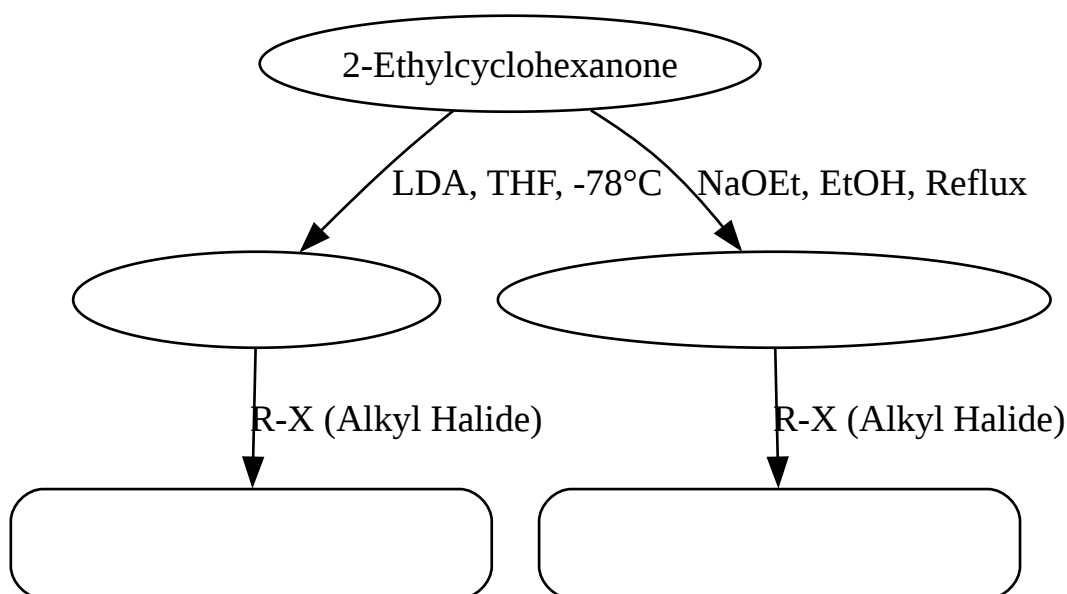 2-Ethylcyclohexanone
LDA, THF, -78°C
NaOEt, EtOH, Reflux
R-X (Alkyl Halide)
R-X (Alkyl Halide)